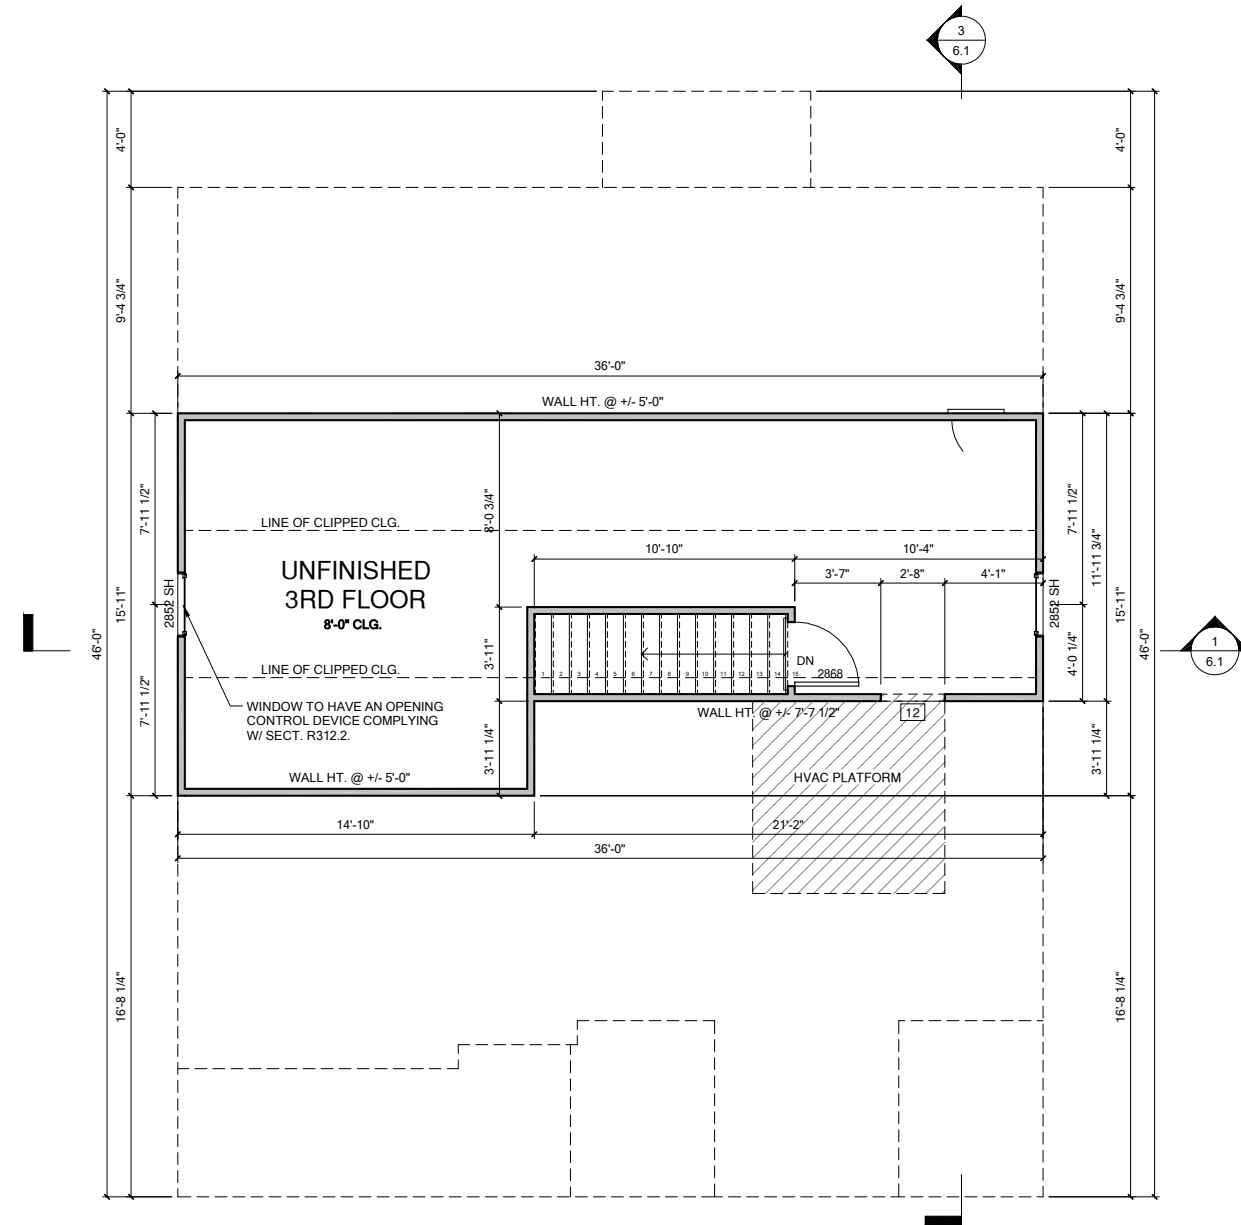 3
6.1
4'-0"
4'-0"
9'-4 3/4"
9'-4 3/4"
36'-0"
WALL HT. @ +/- 5'-0"
7'-11 1/2"
8'-0 3/4"
7'-11 1/2"
11'-11 3/4"
LINE OF CLIPPED CLG.
10'-10"
10'-4"
3'-7"
2'-8"
4'-1"
UNFINISHED
3RD FLOOR
8'-0" CLG.
2852 SH
2852 SH
15'-11"
15'-11"
46'-0"
46'-0"
1
6.1
3'-11"
4'-0 1/4"
DN
2868
1 2 3 4 5 6 7 8 9 10 11 12 13 14 15
LINE OF CLIPPED CLG.
7'-11 1/2"
WINDOW TO HAVE AN OPENING
CONTROL DEVICE COMPLYING
W/ SECT. R312.2.
WALL HT. @ +/- 7'-7 1/2"
12
3'-11 1/4"
3'-11 1/4"
WALL HT. @ +/- 5'-0"
HVAC PLATFORM
14'-10"
21'-2"
36'-0"
16'-8 1/4"
16'-8 1/4"